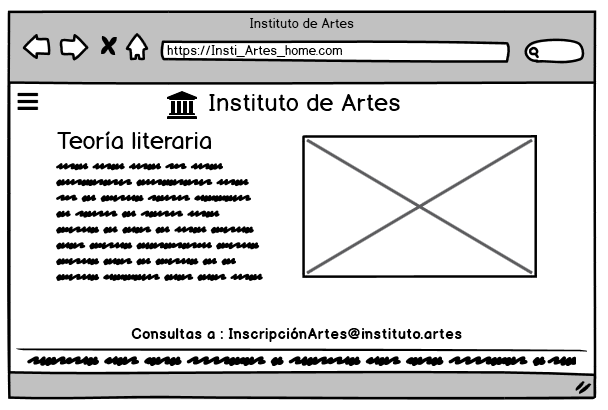 Instituto de Artes
https://Insti_Artes_home.com
Instituto de Artes
Teoría literaria
Consultas a : InscripciónArtes@instituto.artes